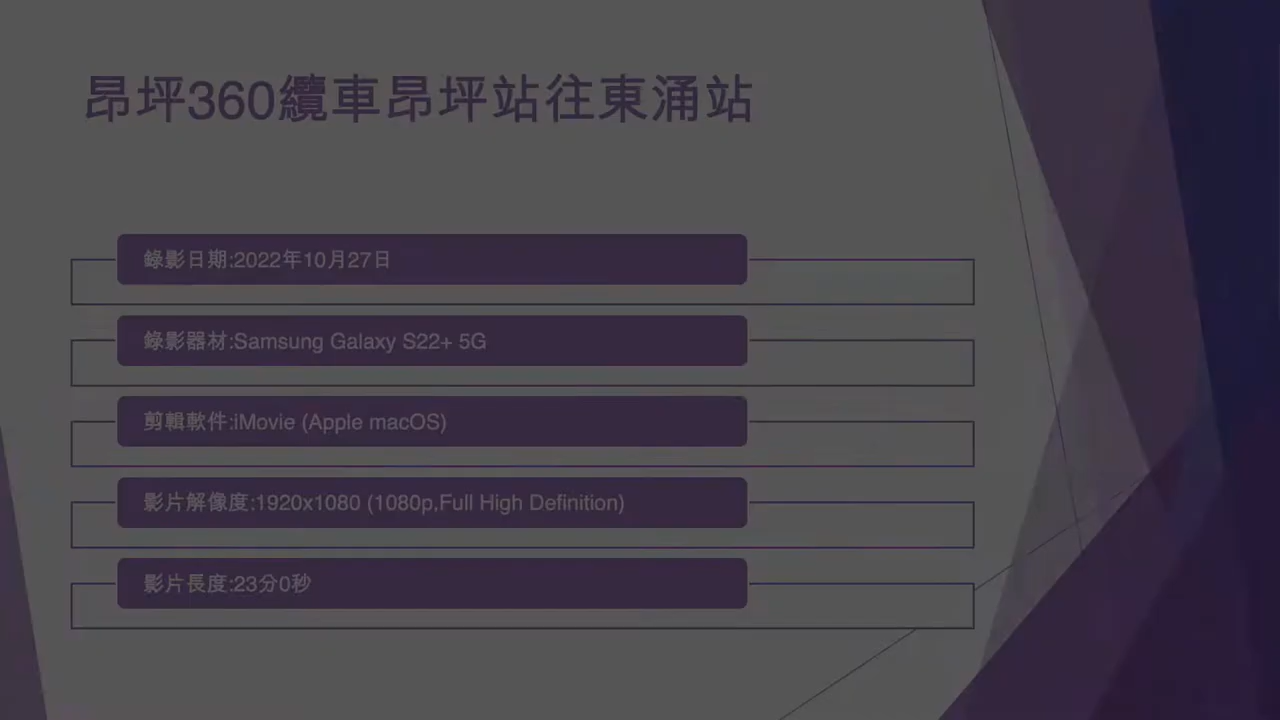 昂坪360纜車昂坪站往東涌站
錄影日期:2022年10月27日
錄影器材:Samsung Galaxy S22+ 5G
剪輯軟件:iMovie (Apple macOS)
影片解像度:1920x1080 (1080p,Full High Definition)
影片長度:23分0秒